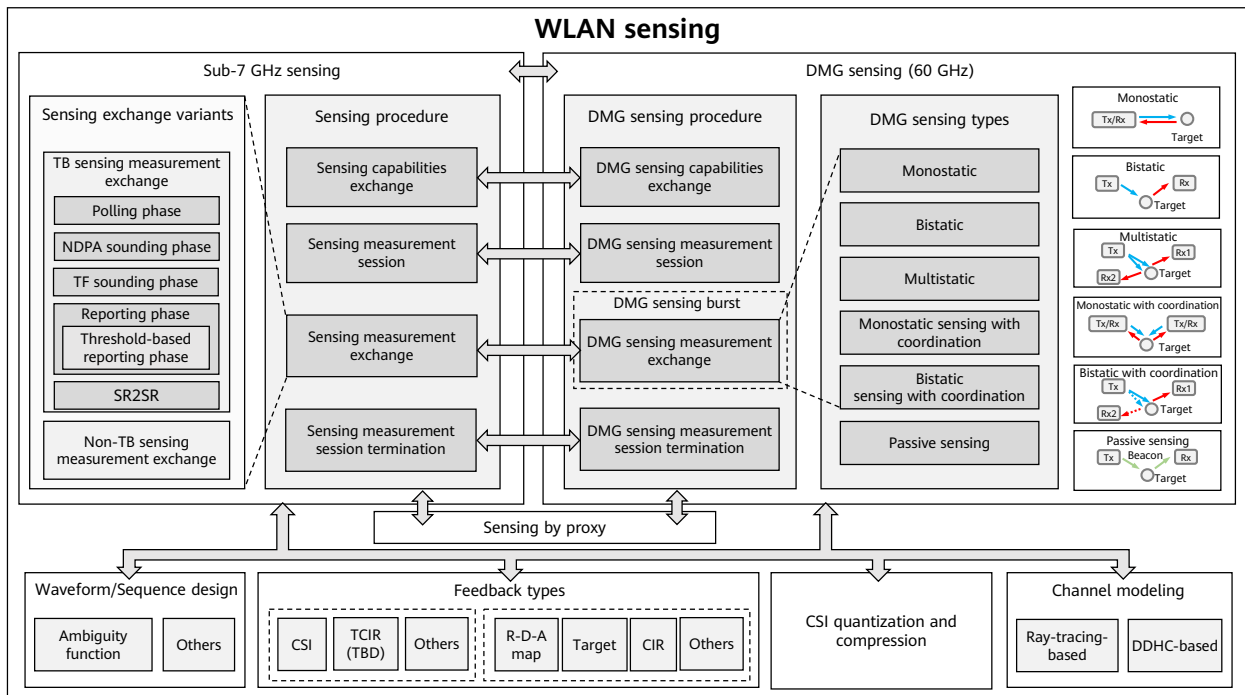 WLAN sensing
Sub-7 GHz sensing
Sensing exchange variants
TB sensing measurement
exchange
Polling phase
NDPA sounding phase
TF sounding phase
Reporting phase
Threshold-based
reporting phase
SR2SR
Non-TB sensing
measurement exchange
Sensing procedure
Sensing capabilities
exchange
Sensing measurement
session
Sensing measurement
exchange
Sensing measurement
session termination
DMG sensing (60 GHz)
DMG sensing procedure
DMG sensing capabilities
exchange
DMG sensing measurement
session
DMG sensing burst
DMG sensing measurement
exchange
DMG sensing measurement
session termination
DMG sensing types
Monostatic
Bistatic
Multistatic
Monostatic sensing with
coordination
Bistatic
sensing with coordination
Passive sensing
Monostatic
Tx/Rx
Target
Bistatic
Tx
Rx
Target
Multistatic
Tx
Rx1
Rx2
Target
Monostatic with coordination
Tx/Rx
Tx/Rx
Target
Bistatic with coordination
Tx
Rx1
Rx2
Target
Passive sensing
Tx
Beacon
Rx
Target
Sensing by proxy
Waveform/Sequence design
Ambiguity
function
Others
Feedback types
CSI
TCIR
(TBD)
Others
R-D-A
map
Target
CIR
Others
CSI quantization and
compression
Channel modeling
Ray-tracing-
based
DDHC-based